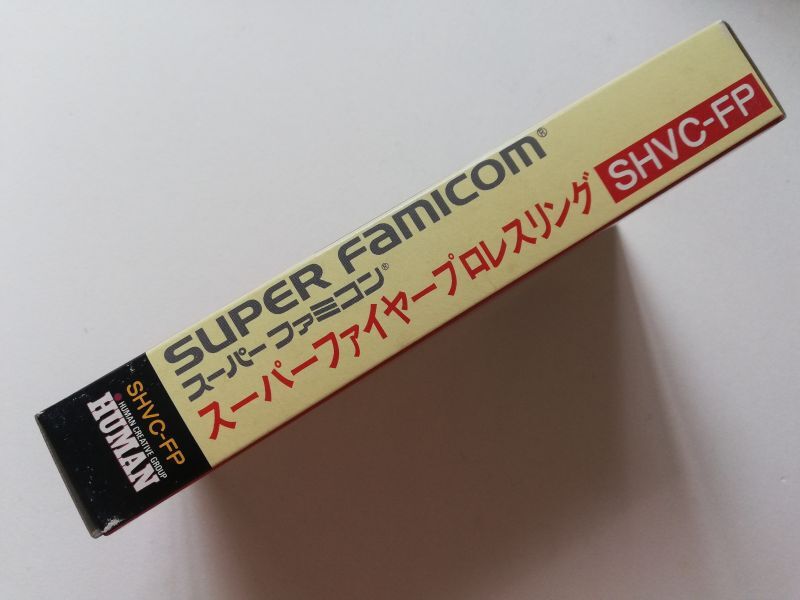 SUPER Famicom®
スーパーファミコン®
スーパーファイヤープロレスリング
SHVC-FP
SHVC-FP
HUMAN
HUMAN CREATIVE GROUP